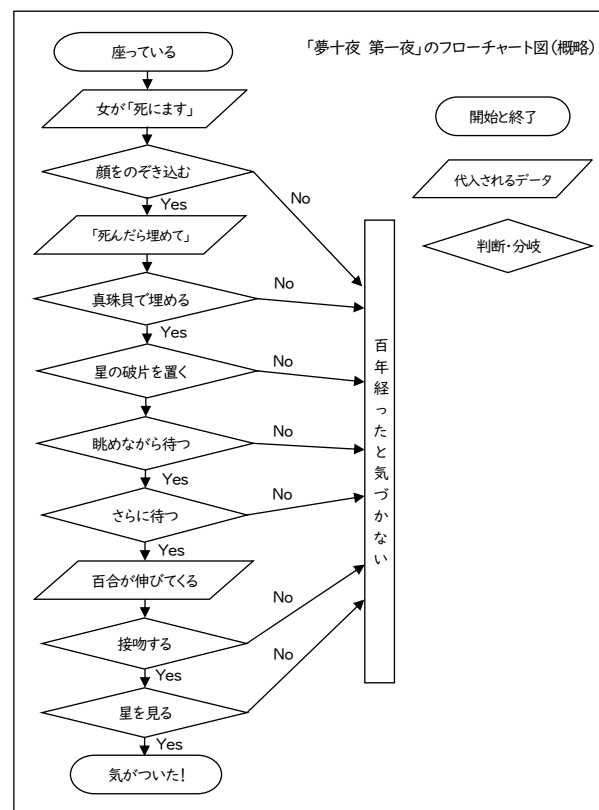 「夢十夜 第一夜」のフローチャート図(概略)
座っている
女が「死にます」
顔をのぞき込む
No
Yes
「死んだら埋めて」
真珠貝で埋める
No
Yes
星の破片を置く
No
Yes
眺めながら待つ
No
Yes
さらに待つ
No
Yes
百合が伸びてくる
接吻する
No
Yes
星を見る
No
Yes
気がついた!
百年経ったと気づかない
開始と終了
代入されるデータ
判断・分岐